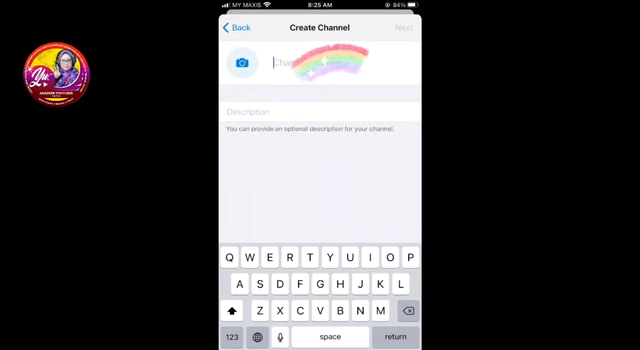 MY MAXIS
8:25 AM
84%
Back
Create Channel
Next
Description
You can provide an optional description for your channel.
Q W E R T Y U I O P
A S D F G H J K L
Z X C V B N M
123
space
return